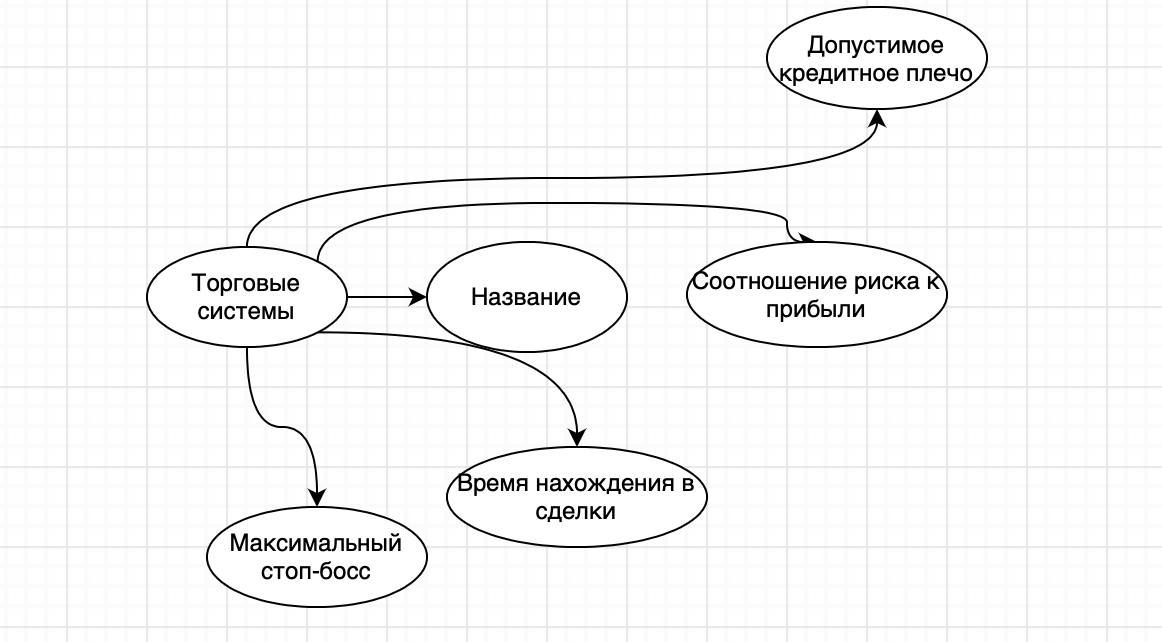 Допустимое
кредитное плечо
Торговые
системы
Название
Соотношение риска к
прибыли
Время нахождения в
сделки
Максимальный
стоп-босс